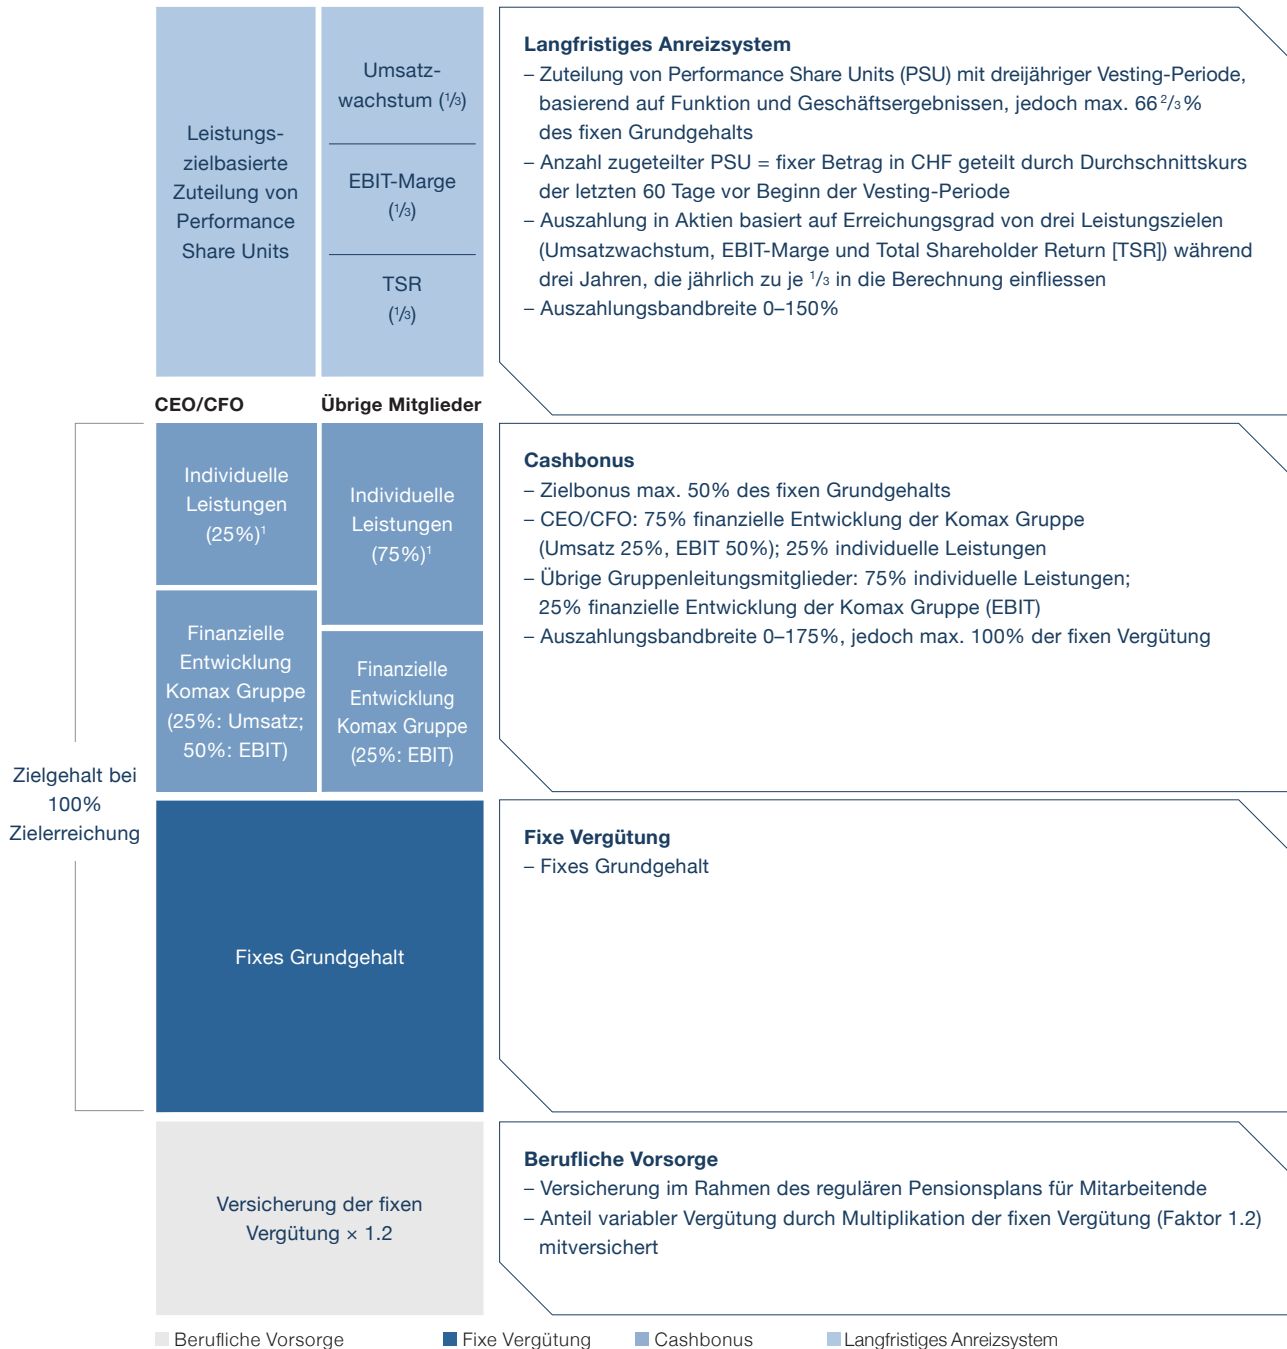 Leistungs-
zielbasierte
Zuteilung von
Performance
Share Units
Umsatz-
wachstum (1/3)
EBIT-Marge
(1/3)
TSR
(1/3)
Langfristiges Anreizsystem
– Zuteilung von Performance Share Units (PSU) mit dreijähriger Vesting-Periode,
basierend auf Funktion und Geschäftsergebnissen, jedoch max. 66 2/3 %
des fixen Grundgehalts
– Anzahl zugeteilter PSU = fixer Betrag in CHF geteilt durch Durchschnittskurs
der letzten 60 Tage vor Beginn der Vesting-Periode
– Auszahlung in Aktien basiert auf Erreichungsgrad von drei Leistungszielen
(Umsatzwachstum, EBIT-Marge und Total Shareholder Return [TSR]) während
drei Jahren, die jährlich zu je 1/3 in die Berechnung einfliessen
– Auszahlungsbandbreite 0–150%
CEO/CFO
Übrige Mitglieder
Individuelle
Leistungen
(25%)¹
Finanzielle
Entwicklung
Komax Gruppe
(25%: Umsatz;
50%: EBIT)
Individuelle
Leistungen
(75%)¹
Finanzielle
Entwicklung
Komax Gruppe
(25%: EBIT)
Cashbonus
– Zielbonus max. 50% des fixen Grundgehalts
– CEO/CFO: 75% finanzielle Entwicklung der Komax Gruppe
(Umsatz 25%, EBIT 50%); 25% individuelle Leistungen
– Übrige Gruppenleitungsmitglieder: 75% individuelle Leistungen;
25% finanzielle Entwicklung der Komax Gruppe (EBIT)
– Auszahlungsbandbreite 0–175%, jedoch max. 100% der fixen Vergütung
Zielgehalt bei
100%
Zielerreichung
Fixes Grundgehalt
Fixe Vergütung
– Fixes Grundgehalt
Versicherung der fixen
Vergütung × 1.2
Berufliche Vorsorge
– Versicherung im Rahmen des regulären Pensionsplans für Mitarbeitende
– Anteil variabler Vergütung durch Multiplikation der fixen Vergütung (Faktor 1.2)
mitversichert
Berufliche Vorsorge
Fixe Vergütung
Cashbonus
Langfristiges Anreizsystem